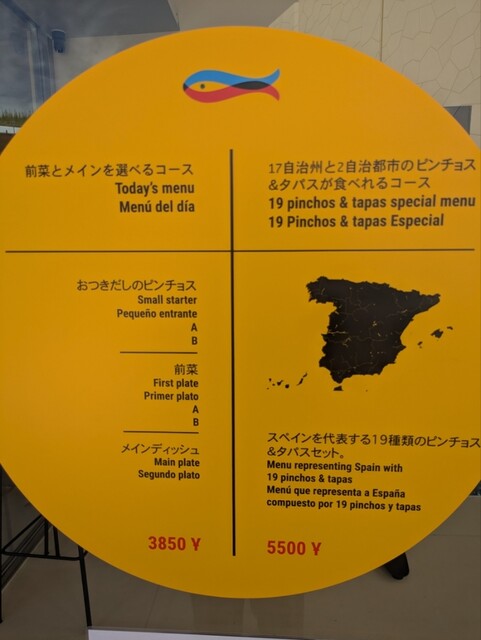 前菜とメインを選べるコース
Today's menu
Menú del día
17自治州と2自治都市のピンチョス
&タパスが食べれるコース
19 pinchos & tapas special menu
19 Pinchos & tapas Especial
おつきだしのピンチョス
Small starter
Pequeño entrante
A
B
前菜
First plate
Primer plato
A
B
メインディッシュ
Main plate
Segundo plato
3850 ¥
スペインを代表する19種類のピンチョス
&タパスセット。
Menu representing Spain with
19 pinchos & tapas
Menú que representa a España
compuesto por 19 pinchos y tapas
5500 ¥